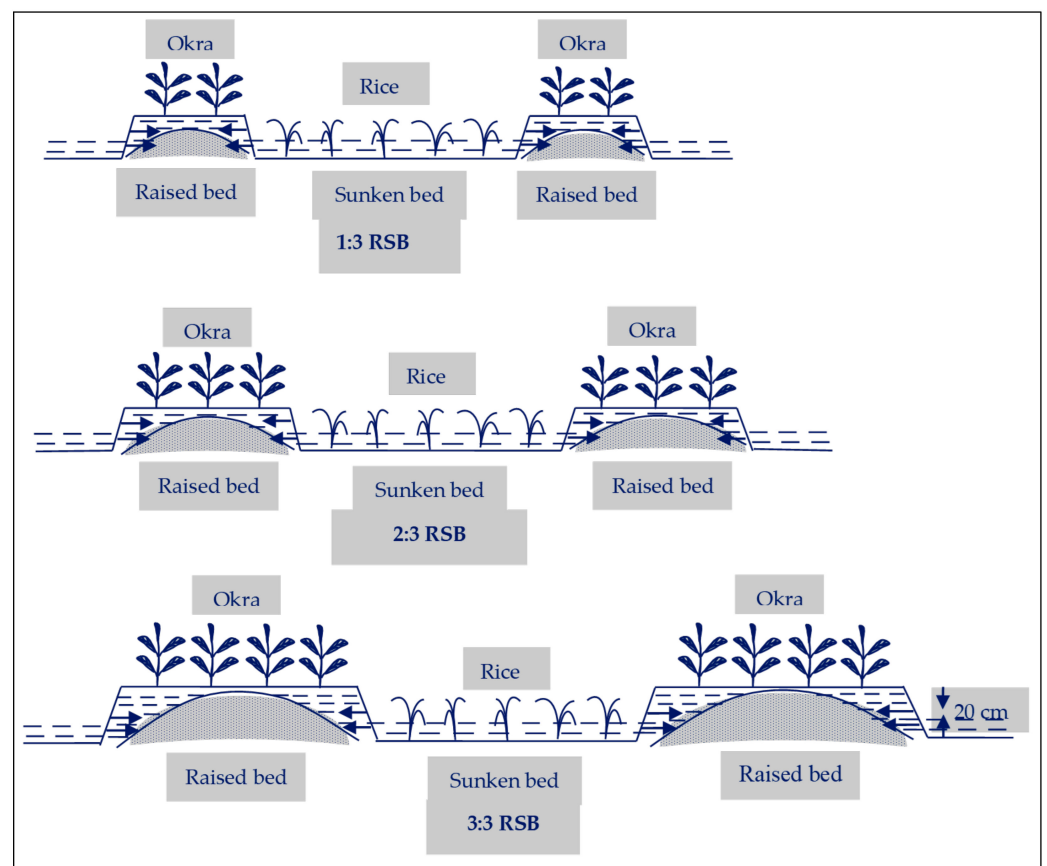 Okra
Okra
Rice
Raised bed
Sunken bed
Raised bed
1:3 RSB
Okra
Okra
Rice
Raised bed
Sunken bed
Raised bed
2:3 RSB
Okra
Okra
Rice
20 cm
Raised bed
Sunken bed
Raised bed
3:3 RSB